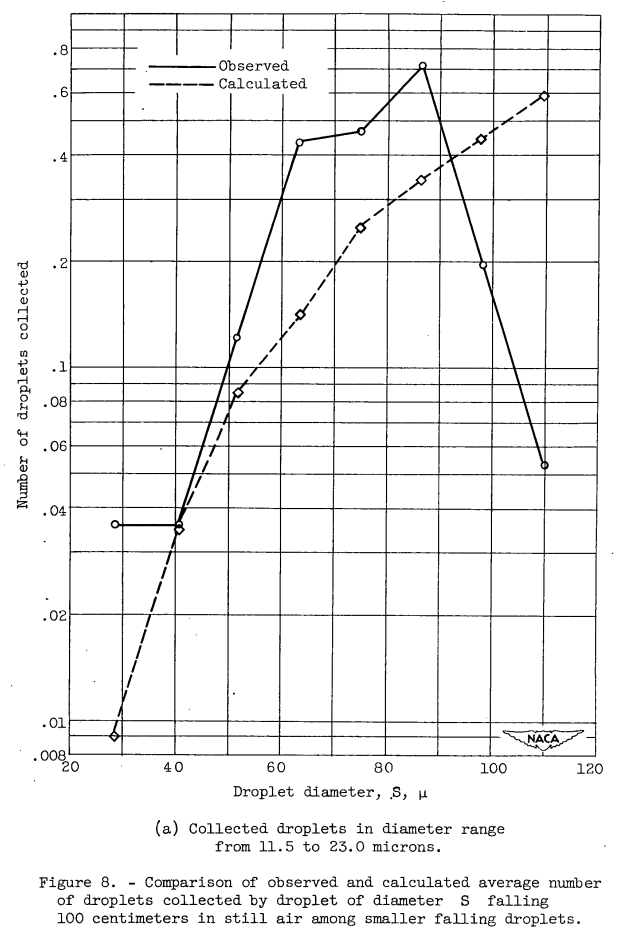 .8
Observed
Calculated
.6
.4
.2
.1
.08
.06
.04
.02
.01
.008
Number of droplets collected
NACA
20 40 60 80 100 120
Droplet diameter, S, μ
(a) Collected droplets in diameter range
from 11.5 to 23.0 microns.
Figure 8. - Comparison of observed and calculated average number
of droplets collected by droplet of diameter S falling
100 centimeters in still air among smaller falling droplets.